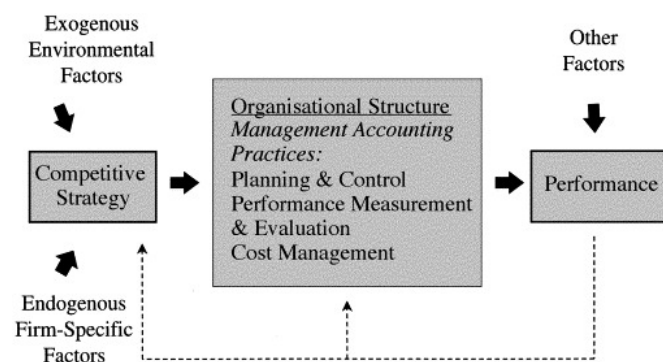 Exogenous
Environmental
Factors
Other
Factors
Organisational Structure
Management Accounting
Practices:
Planning & Control
Performance Measurement
& Evaluation
Cost Management
Competitive
Strategy
Performance
Endogenous
Firm-Specific
Factors